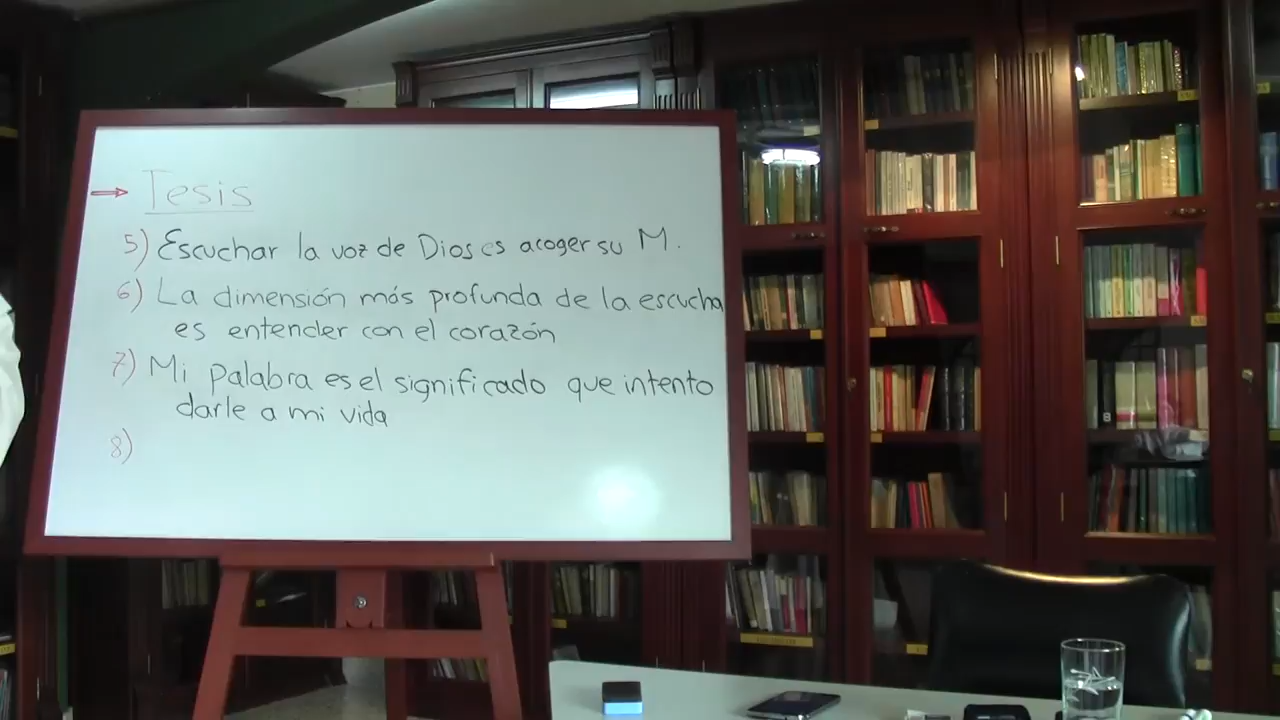 → Tesis
5) Escuchar la voz de Dios es acoger su M.
6) La dimensión más profunda de la escucha
es entender con el corazón
7) Mi palabra es el significado que intento
darle a mi vida
8)